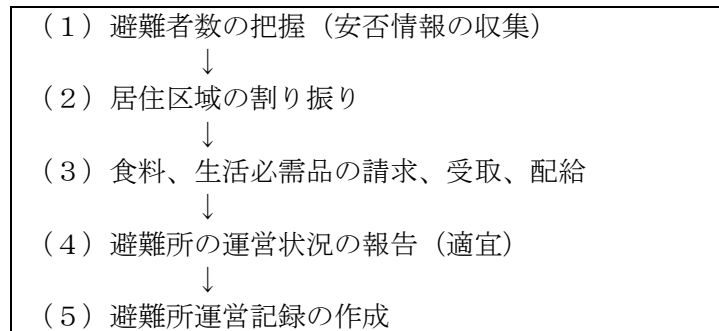 （１）避難者数の把握（安否情報の収集）
↓
（２）居住区域の割り振り
↓
（３）食料、生活必需品の請求、受取、配給
↓
（４）避難所の運営状況の報告（適宜）
↓
（５）避難所運営記録の作成